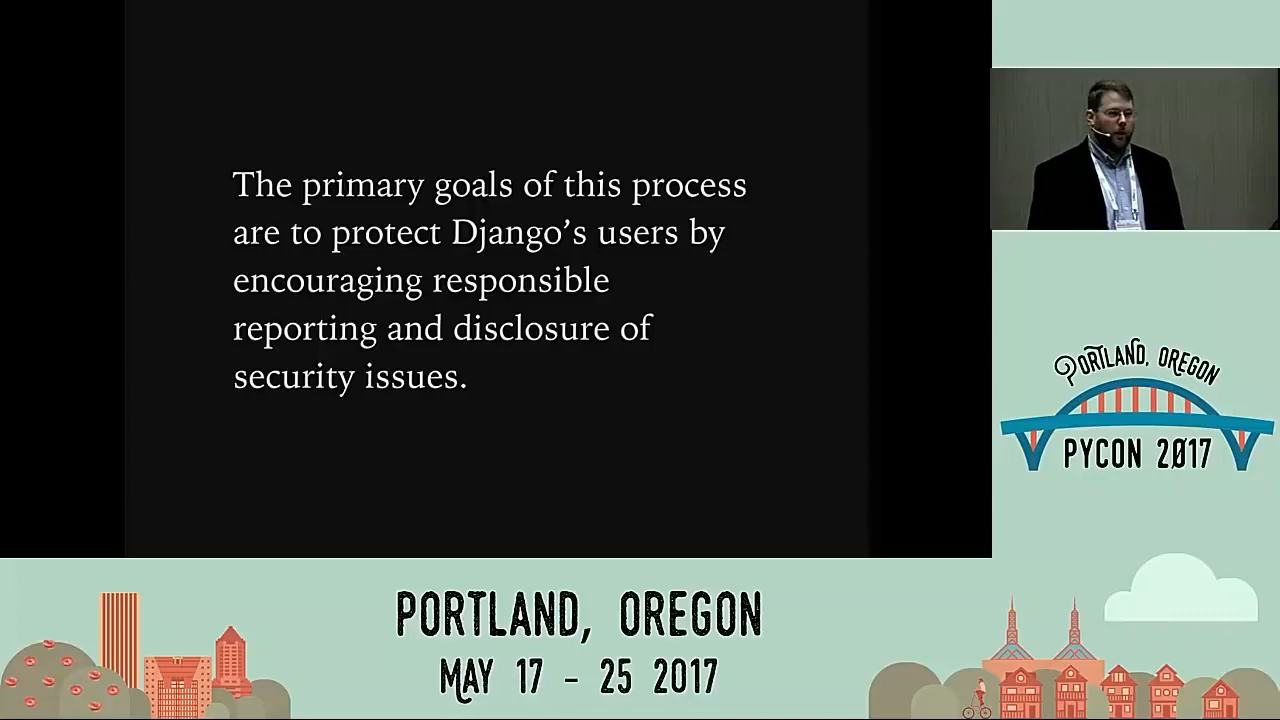 The primary goals of this process
are to protect Django’s users by
encouraging responsible
reporting and disclosure of
security issues.
PORTLAND, OREGON
PYCON 2017
PORTLAND, OREGON
MAY 17 - 25 2017